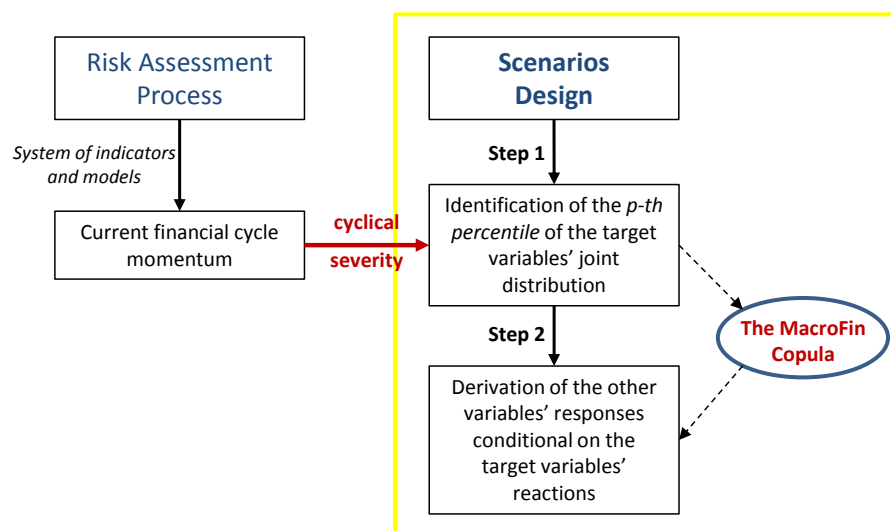 Risk Assessment
Process
System of indicators
and models
Current financial cycle
momentum
cyclical
severity
Scenarios
Design
Step 1
Identification of the p-th
percentile of the target
variables' joint
distribution
Step 2
The MacroFin
Copula
Derivation of the other
variables' responses
conditional on the
target variables'
reactions